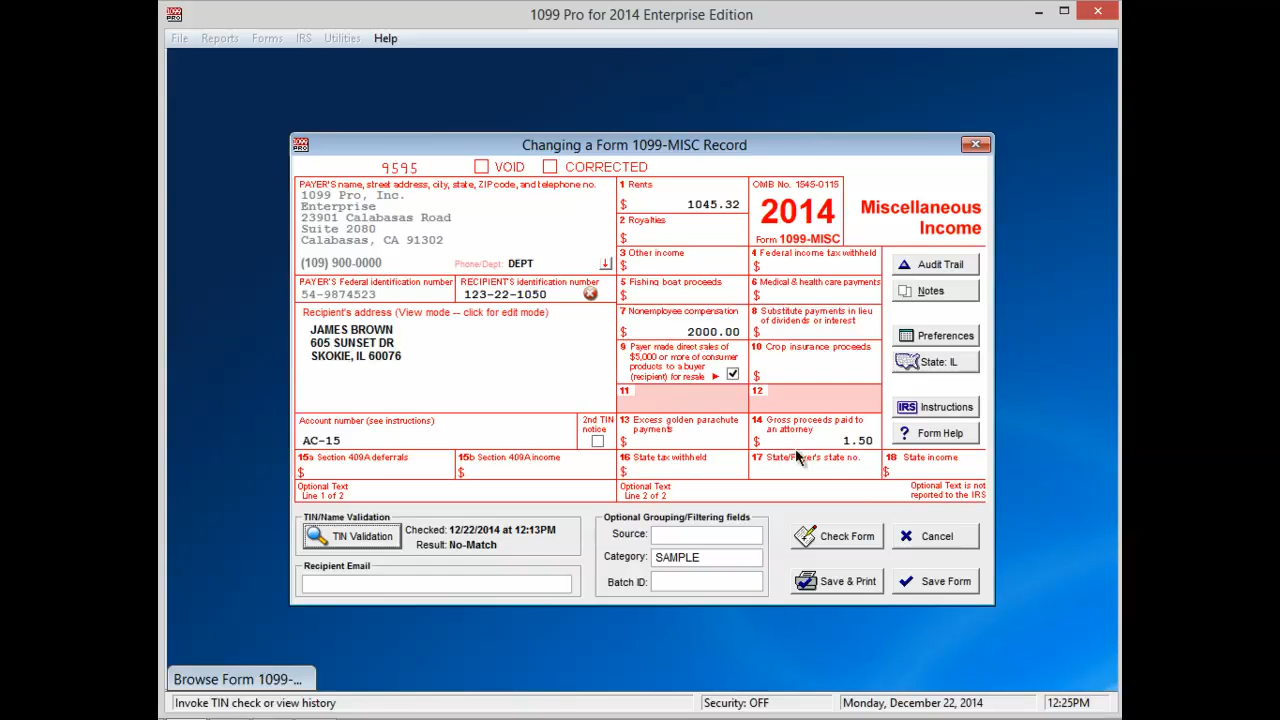 1099 PRO
1099 Pro for 2014 Enterprise Edition
File Reports Forms IRS Utilities Help
1099 PRO
Changing a Form 1099-MISC Record
9595 VOID CORRECTED
PAYER'S name, street address, city, state, ZIP code, and telephone no.
1099 Pro, Inc.
Enterprise
23901 Calabasas Road
Suite 2080
Calabasas, CA 91302
(109) 900-0000 Phone/Dept: DEPT
1 Rents
$ 1045.32
2 Royalties
$
OMB No. 1545-0115
2014
Form 1099-MISC
Miscellaneous
Income
3 Other income
$
4 Federal income tax withheld
$
PAYER'S Federal identification number
54-9874523
RECIPIENT'S identification number
123-22-1050
5 Fishing boat proceeds
$
6 Medical & health care payments
$
Recipient's address (View mode -- click for edit mode)
JAMES BROWN
605 SUNSET DR
SKOKIE, IL 60076
7 Nonemployee compensation
$ 2000.00
8 Substitute payments in lieu
of dividends or interest
$
9 Payer made direct sales of
$5,000 or more of consumer
products to a buyer
(recipient) for resale
10 Crop insurance proceeds
$
11
12
Account number (see instructions)
AC-15
2nd TIN
notice
13 Excess golden parachute
payments
$
14 Gross proceeds paid to
an attorney
$ 1.50
15a Section 409A deferrals
$
15b Section 409A income
$
16 State tax withheld
$
17 State/Payer's state no.
18 State income
$
Optional Text
Line 1 of 2
Optional Text
Line 2 of 2
Optional Text is not
reported to the IRS
Audit Trail
Notes
Preferences
State: IL
IRS Instructions
? Form Help
TIN/Name Validation
TIN Validation
Checked: 12/22/2014 at 12:13PM
Result: No-Match
Recipient Email
Optional Grouping/Filtering fields
Source:
Category: SAMPLE
Batch ID:
Check Form
Cancel
Save & Print
Save Form
Browse Form 1099-...
Invoke TIN check or view history Security: OFF Monday, December 22, 2014 12:25PM